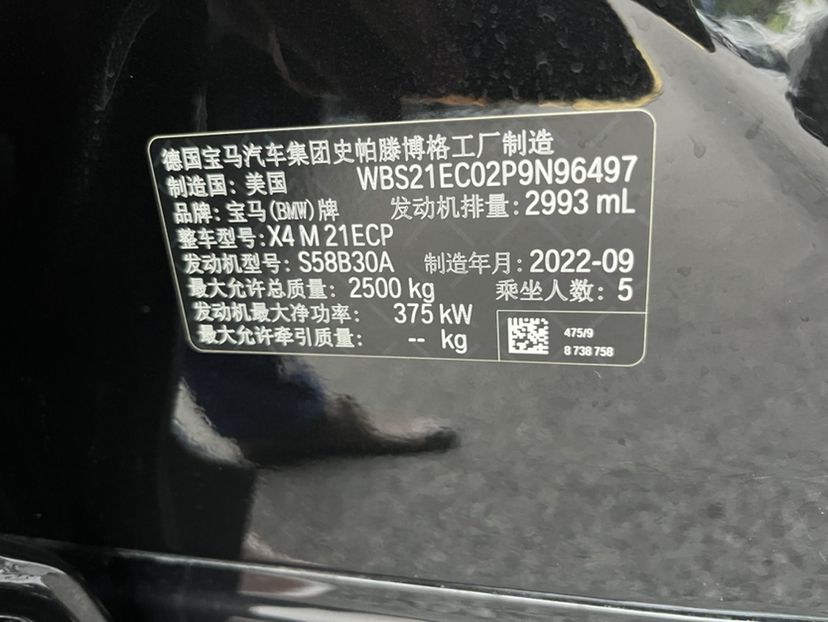 德国宝马汽车集团史帕滕博格工厂制造
制造国: 美国 WBS21EC02P9N96497
品牌: 宝马(BMW)牌 发动机排量: 2993 mL
整车型号: X4 M 21ECP
发动机型号: S58B30A 制造年月: 2022-09
最大允许总质量: 2500 kg 乘坐人数: 5
发动机最大净功率: 375 kW
最大允许牵引质量: -- kg
475/9
8 738 758